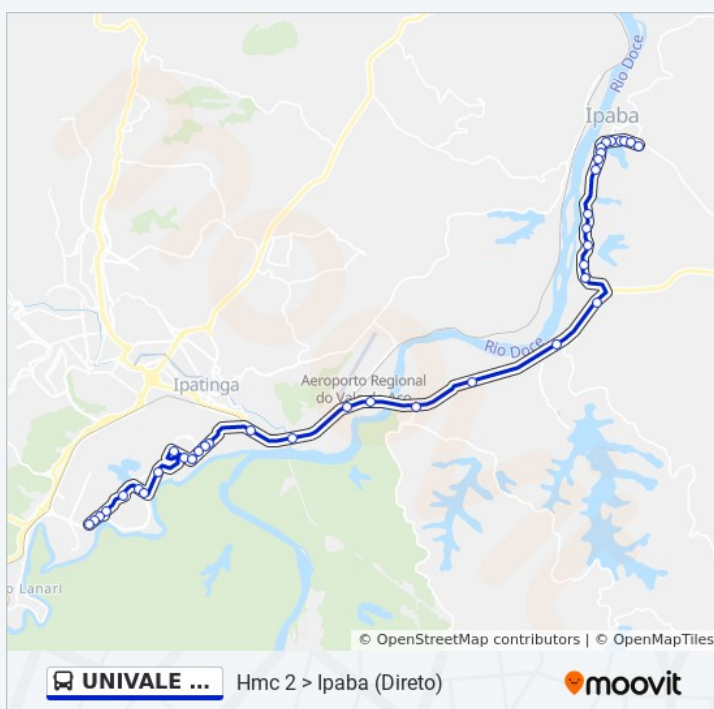 Rio Doce
Ipaba
Rio Doce
Aeroporto Regional
do Vale do Aço
Ipatinga
o Lanari
© OpenStreetMap contributors | © OpenMapTiles
UNIVALE ...
Hmc 2 > Ipaba (Direto)
moovit